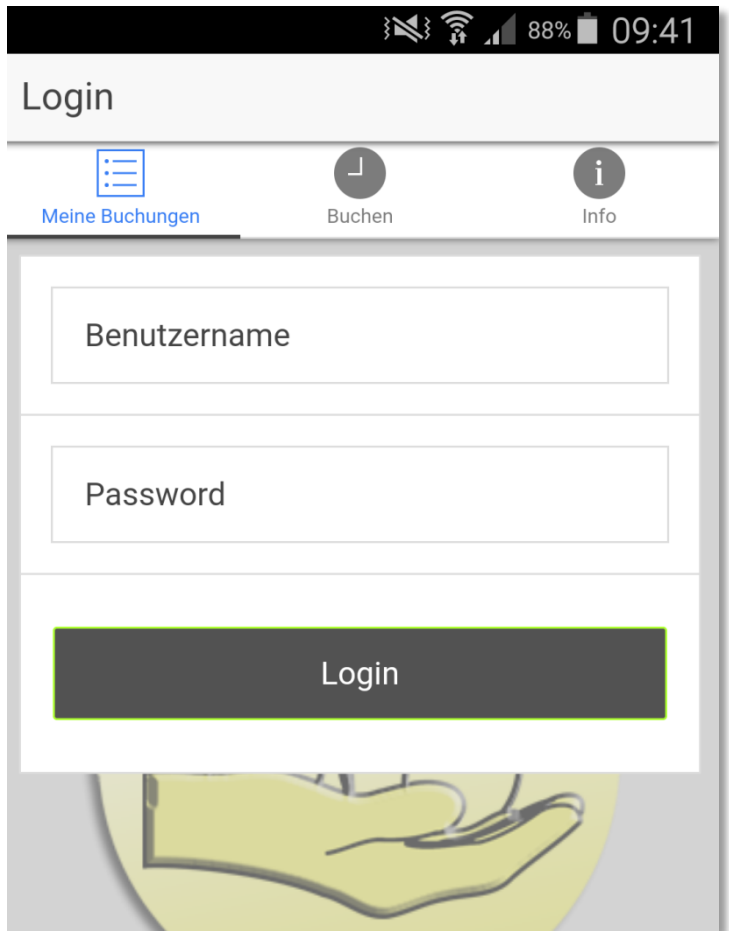 88% 09:41
Login
Meine Buchungen Buchen Info
Benutzername
Password
Login